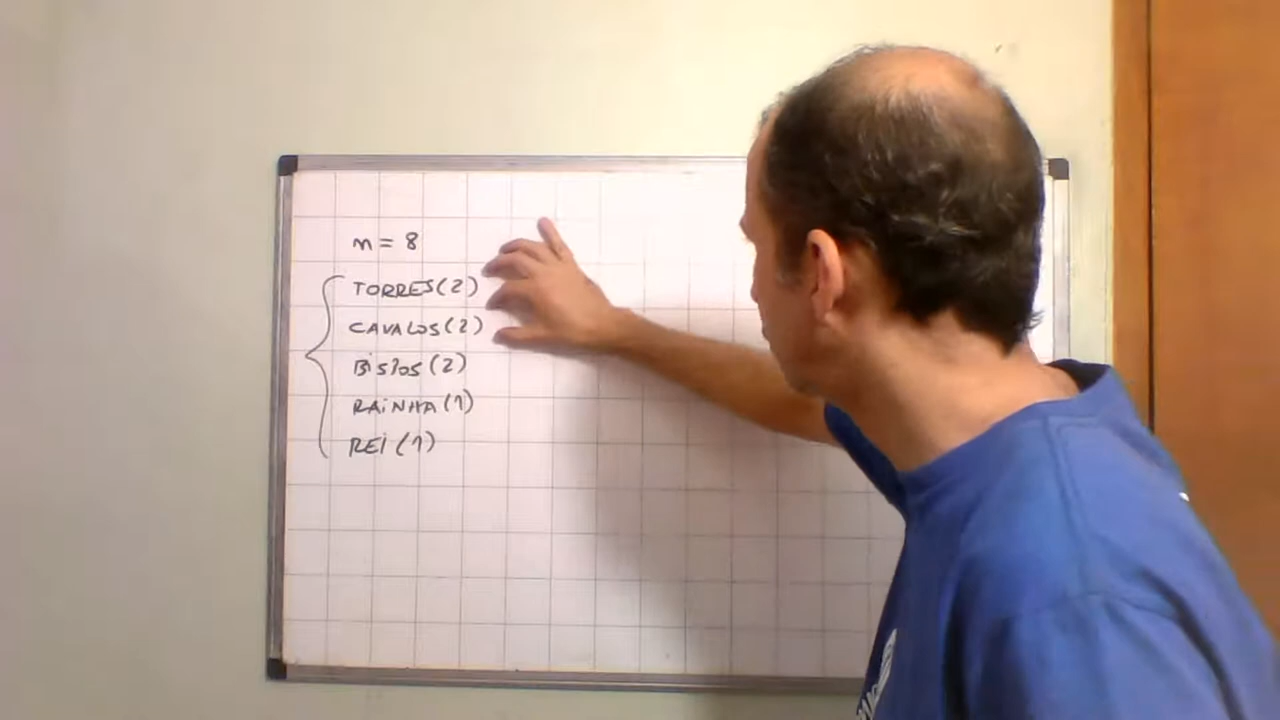 n = 8
TORRES (2)
CAVALOS (2)
BISPOS (2)
RAINHA (1)
REI (1)